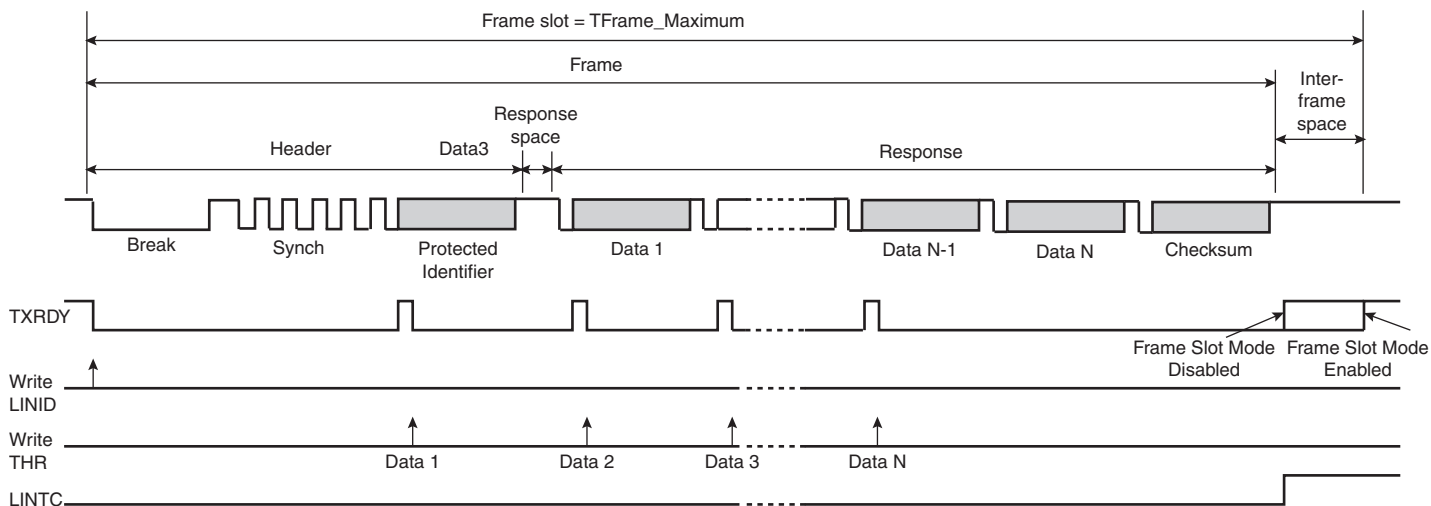 Frame slot = TFrame_Maximum
Frame
Inter-
frame
space
Response
space
Header
Data3
Response
Break
Synch
Protected
Identifier
Data 1
Data N-1
Data N
Checksum
TXRDY
Frame Slot Mode
Disabled
Frame Slot Mode
Enabled
Write
LINID
Write
THR
Data 1
Data 2
Data 3
Data N
LINTC